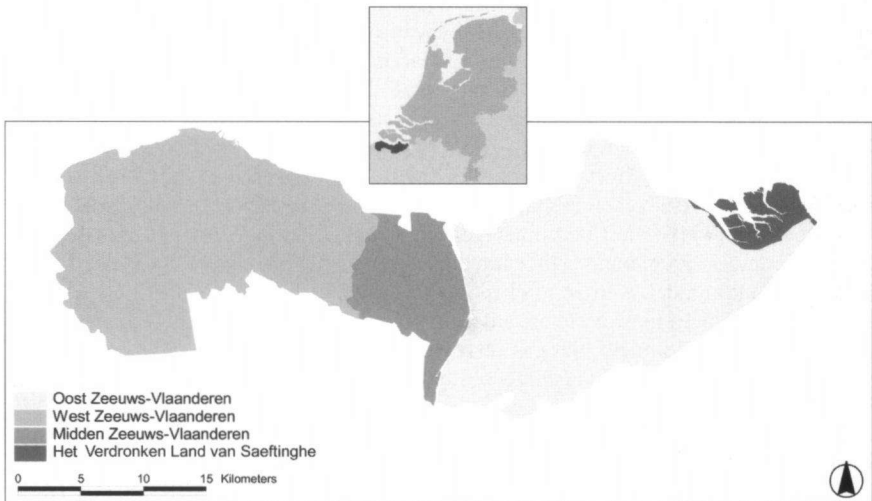 Oost Zeeuws-Vlaanderen
West Zeeuws-Vlaanderen
Midden Zeeuws-Vlaanderen
Het Verdronken Land van Saeftinghe
0 5 10 15 Kilometers